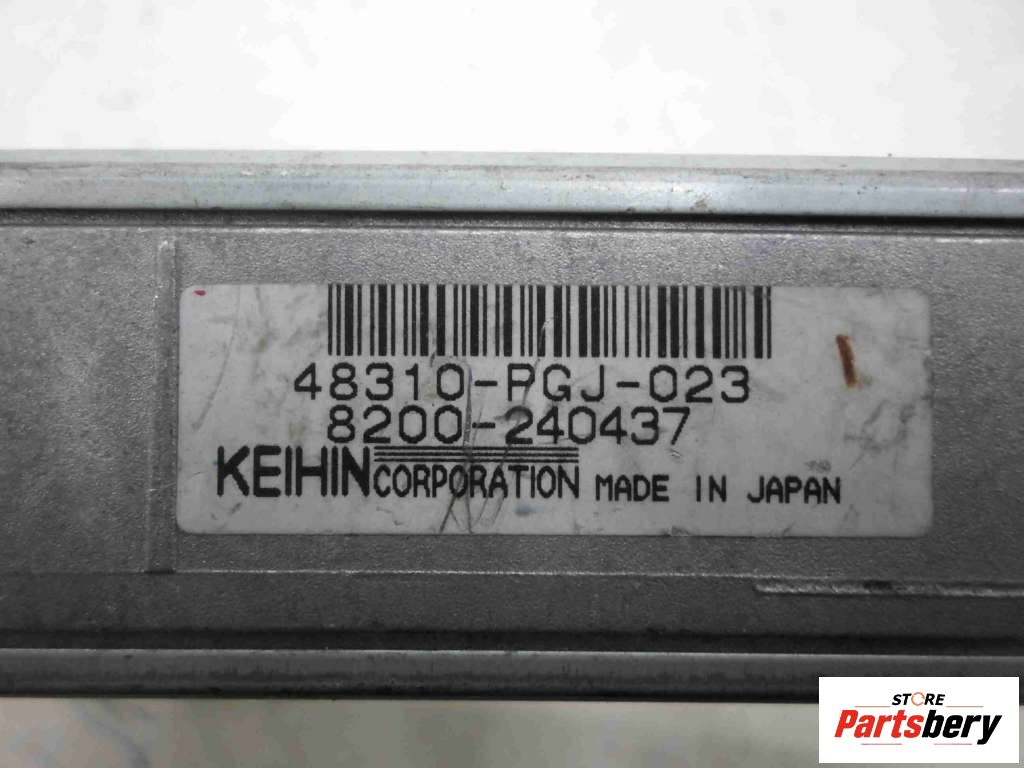 48310-PGJ-023
8200-240437
KEIHIN CORPORATION MADE IN JAPAN
STORE
Partsbery